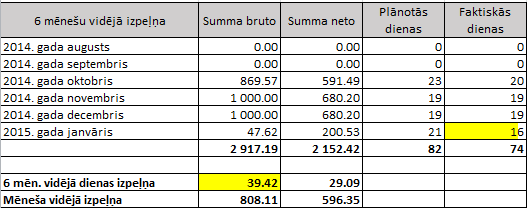 6 mēnešu vidējā izpeļņa Summa bruto Summa neto Plānotās dienas Faktiskās dienas
2014. gada augusts 0.00 0.00 0 0
2014. gada septembris 0.00 0.00 0 0
2014. gada oktobris 869.57 591.49 23 20
2014. gada novembris 1 000.00 680.20 19 19
2014. gada decembris 1 000.00 680.20 19 19
2015. gada janvāris 47.62 200.53 21 16
2 917.19 2 152.42 82 74
6 mēn. vidējā dienas izpeļņa 39.42 29.09
Mēneša vidējā izpeļņa 808.11 596.35